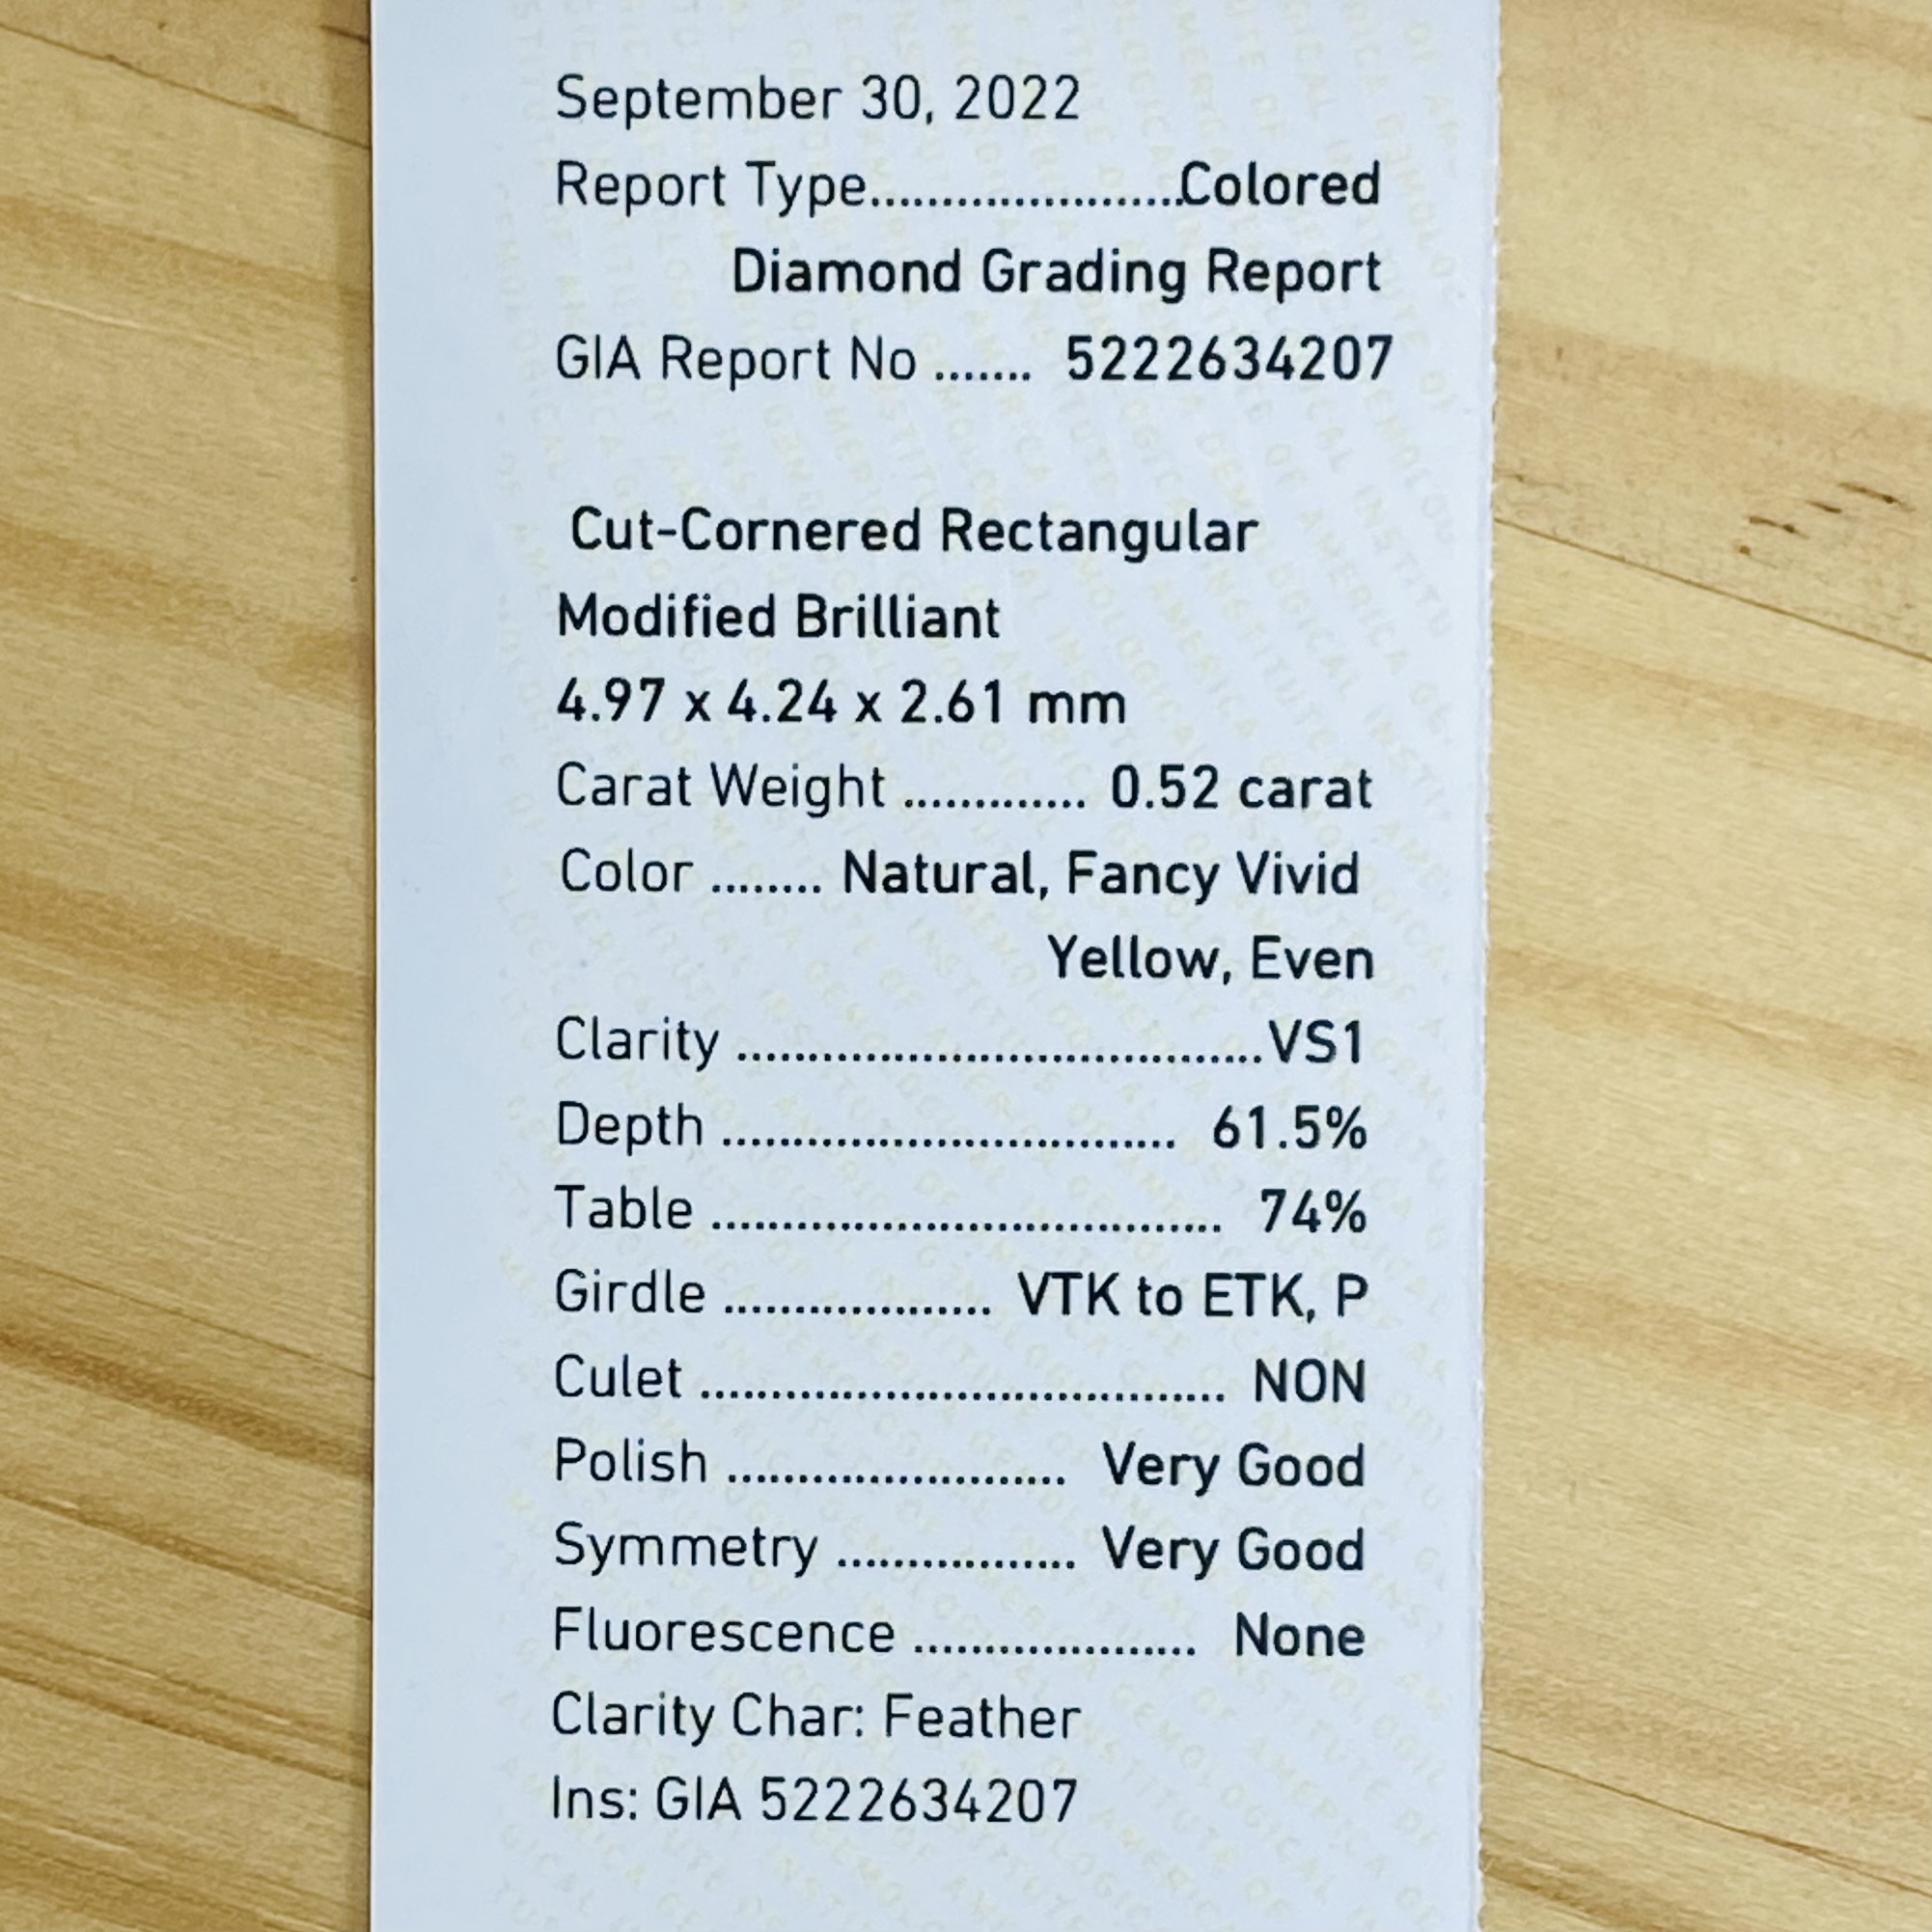 September 30, 2022
Report Type......................Colored
Diamond Grading Report
GIA Report No ....... 5222634207
Cut-Cornered Rectangular
Modified Brilliant
4.97 x 4.24 x 2.61 mm
Carat Weight ............. 0.52 carat
Color ........ Natural, Fancy Vivid
Yellow, Even
Clarity .....................................VS1
Depth ................................ 61.5%
Table .................................... 74%
Girdle ................... VTK to ETK, P
Culet ..................................... NON
Polish ........................ Very Good
Symmetry ................. Very Good
Fluorescence .................... None
Clarity Char: Feather
Ins: GIA 5222634207